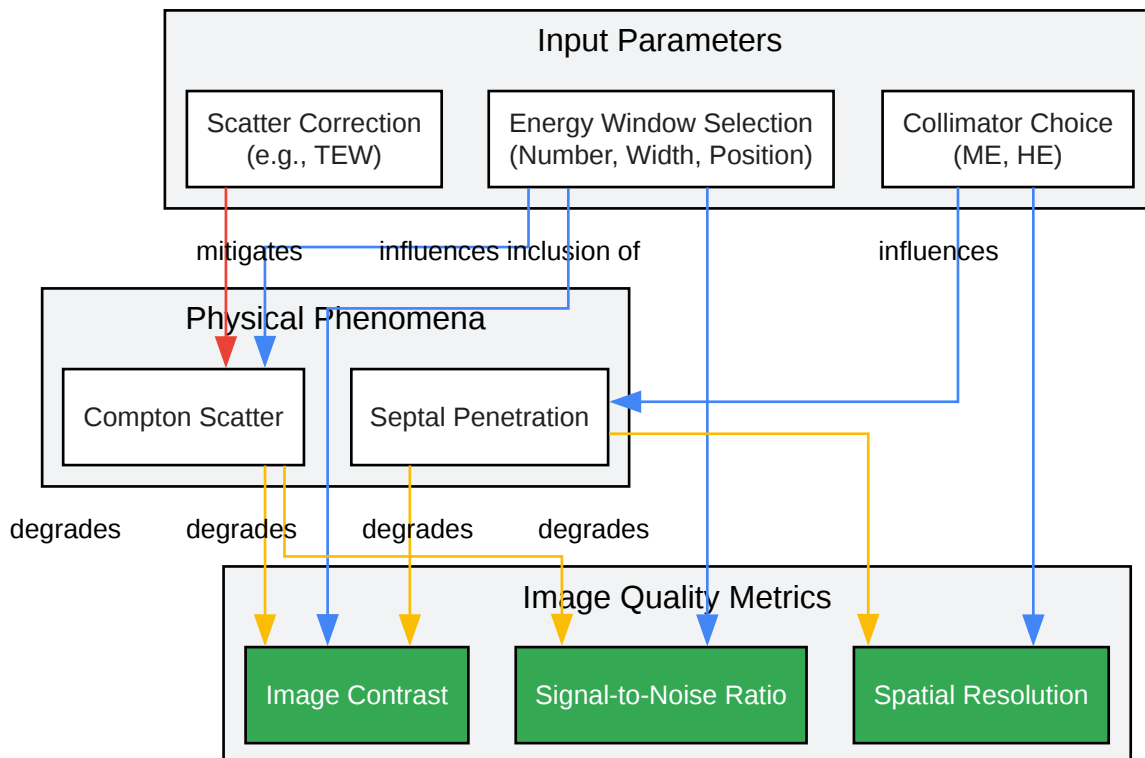 Input Parameters
Scatter Correction
(e.g., TEW)
Energy Window Selection
(Number, Width, Position)
Collimator Choice
(ME, HE)
mitigates
influences inclusion of
influences
Physical Phenomena
Compton Scatter
Septal Penetration
degrades
degrades
degrades
degrades
Image Quality Metrics
Image Contrast
Signal-to-Noise Ratio
Spatial Resolution